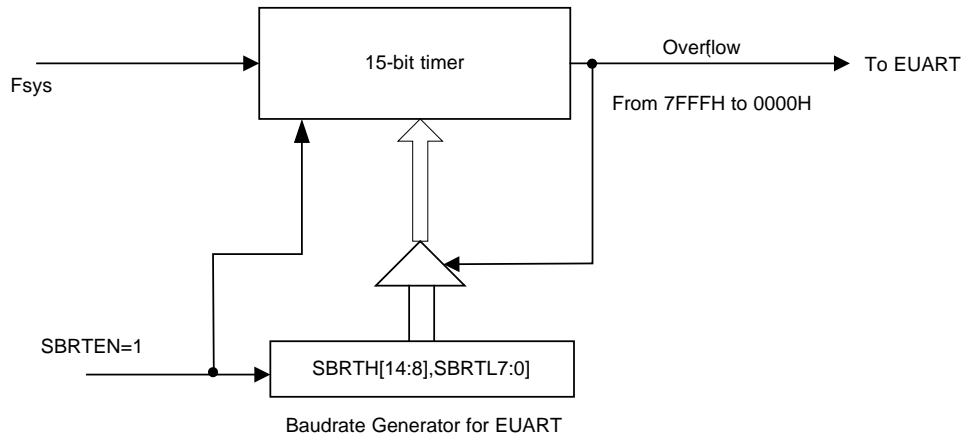 15-bit timer
Overflow
To EUART
Fsys
From 7FFFH to 0000H
SBRTEN=1
SBRTH[14:8],SBRTL7:0]
Baudrate Generator for EUART